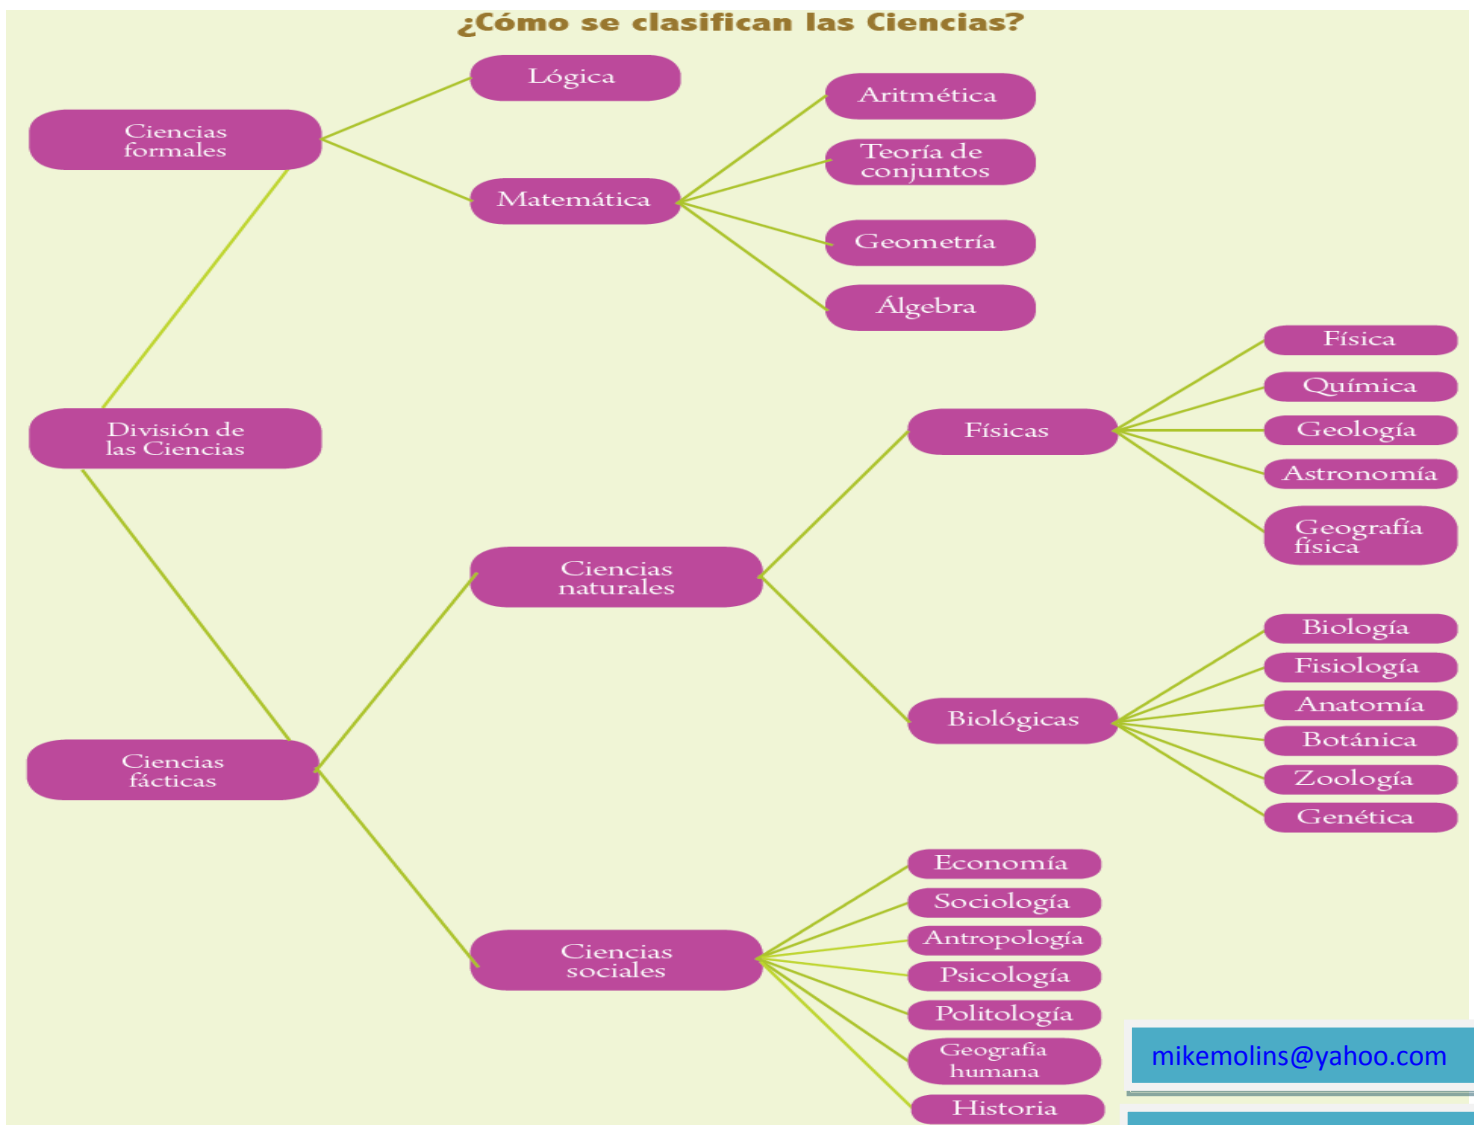 ¿Cómo se clasifican las Ciencias?
Lógica
Aritmética
Ciencias
formales
Teoría de
conjuntos
Matemática
Geometría
Álgebra
Física
Química
División de
las Ciencias
Físicas
Geología
Astronomía
Geografía
física
Ciencias
naturales
Biología
Fisiología
Anatomía
Biológicas
Botánica
Ciencias
fácticas
Zoología
Genética
Economía
Sociología
Antropología
Ciencias
sociales
Psicología
Politología
Geografía
humana
Historia
mikemolins@yahoo.com